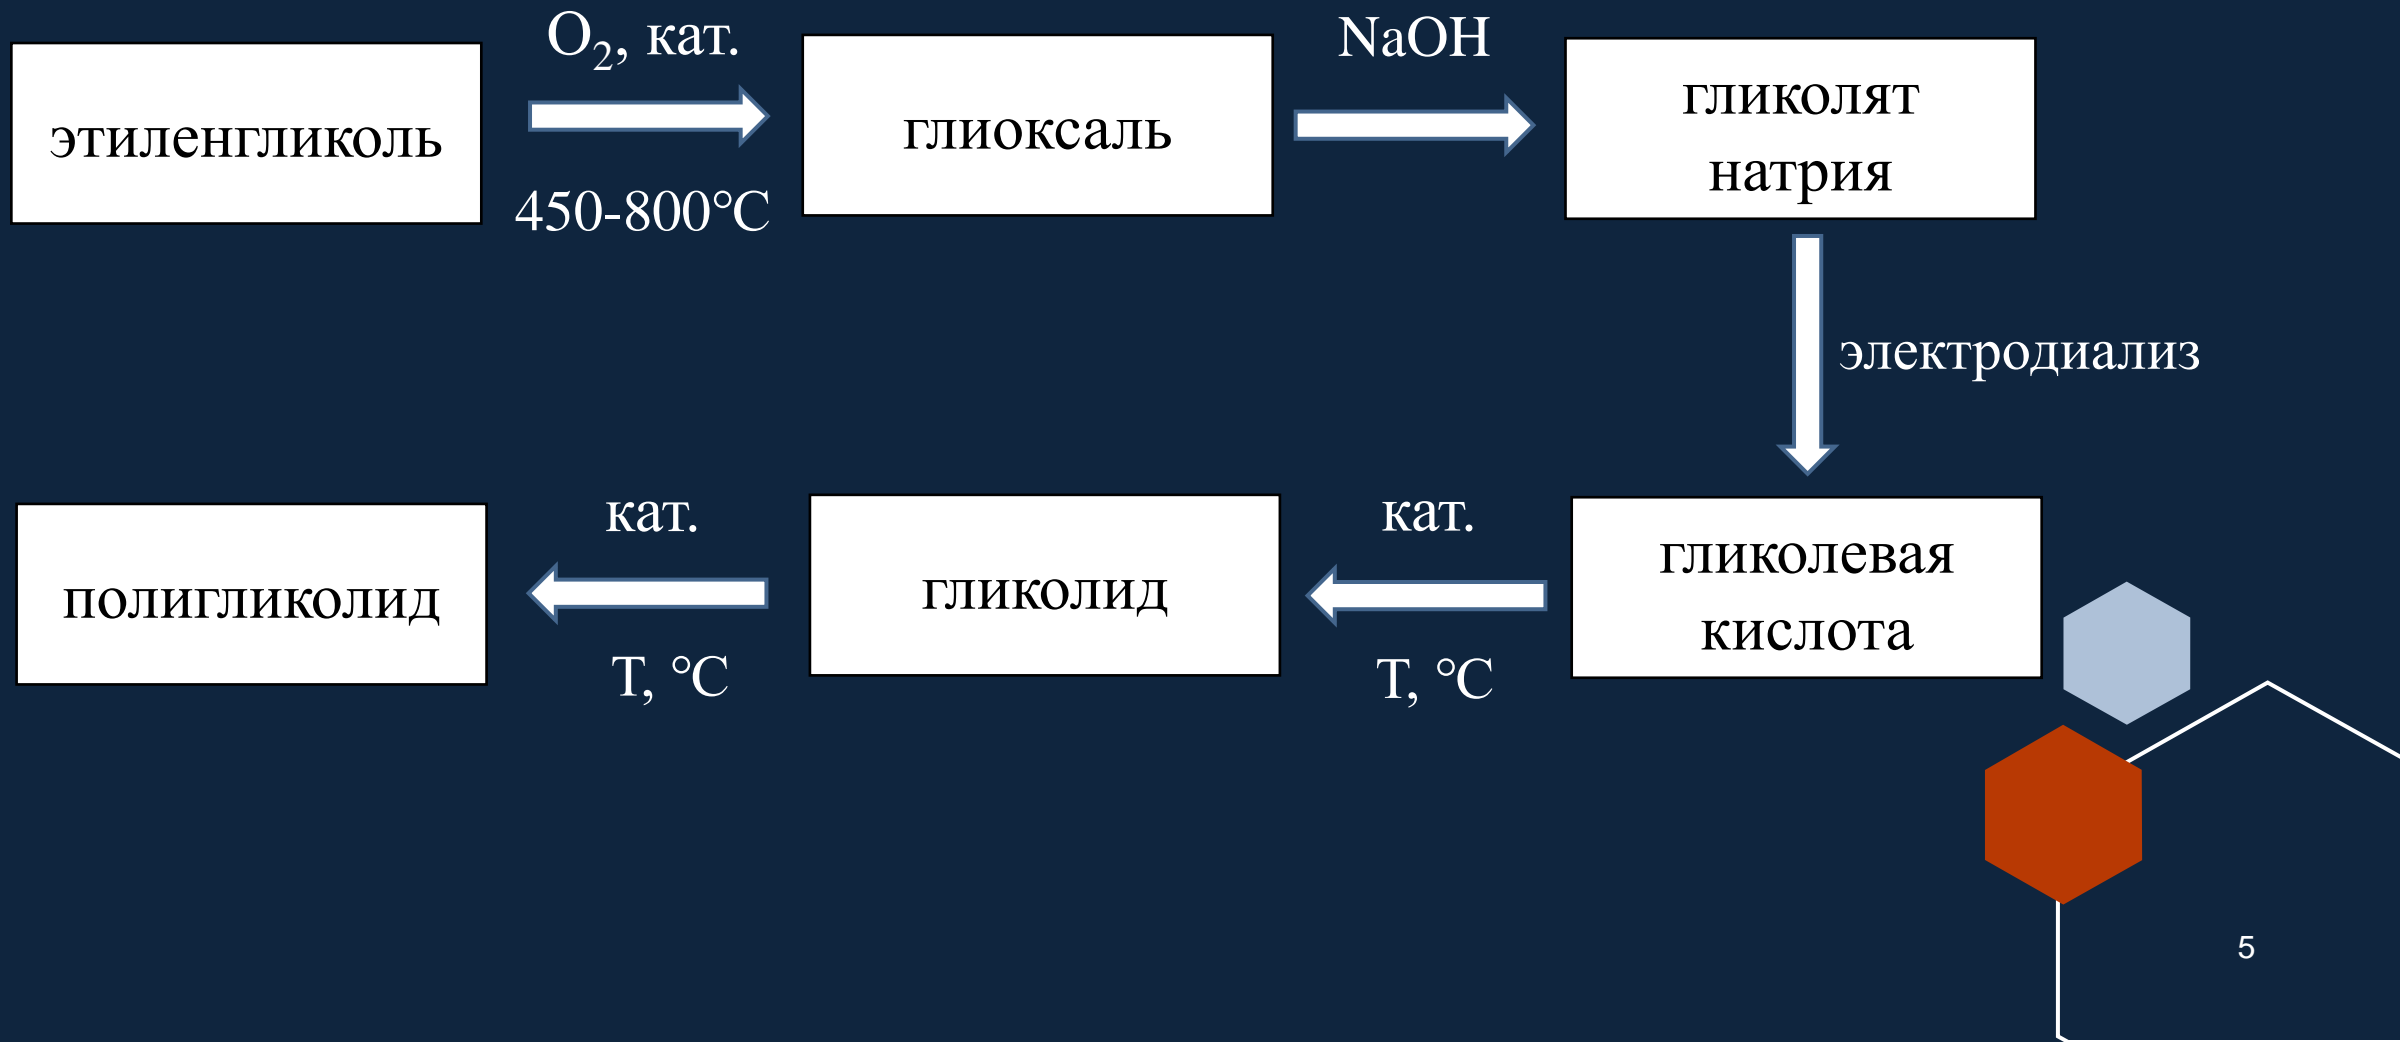 этиленгликоль
O₂, кат.
450-800°C
глиоксаль
NaOH
гликолят
натрия
электродиализ
гликолевая
кислота
кат.
T, °C
гликолид
кат.
T, °C
полигликолид
5